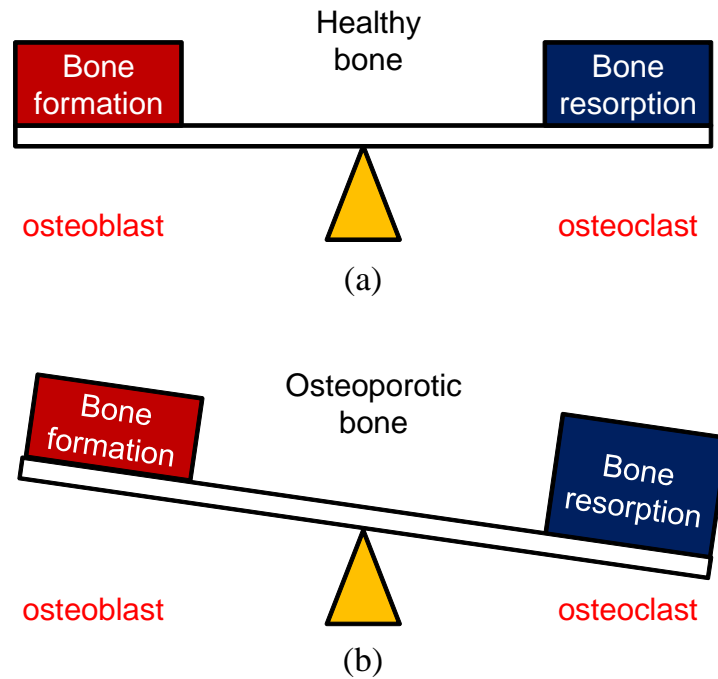 Healthy
bone
Bone
formation
Bone
resorption
osteoblast
osteoclast
(a)
Osteoporotic
bone
Bone
formation
Bone
resorption
osteoblast
osteoclast
(b)